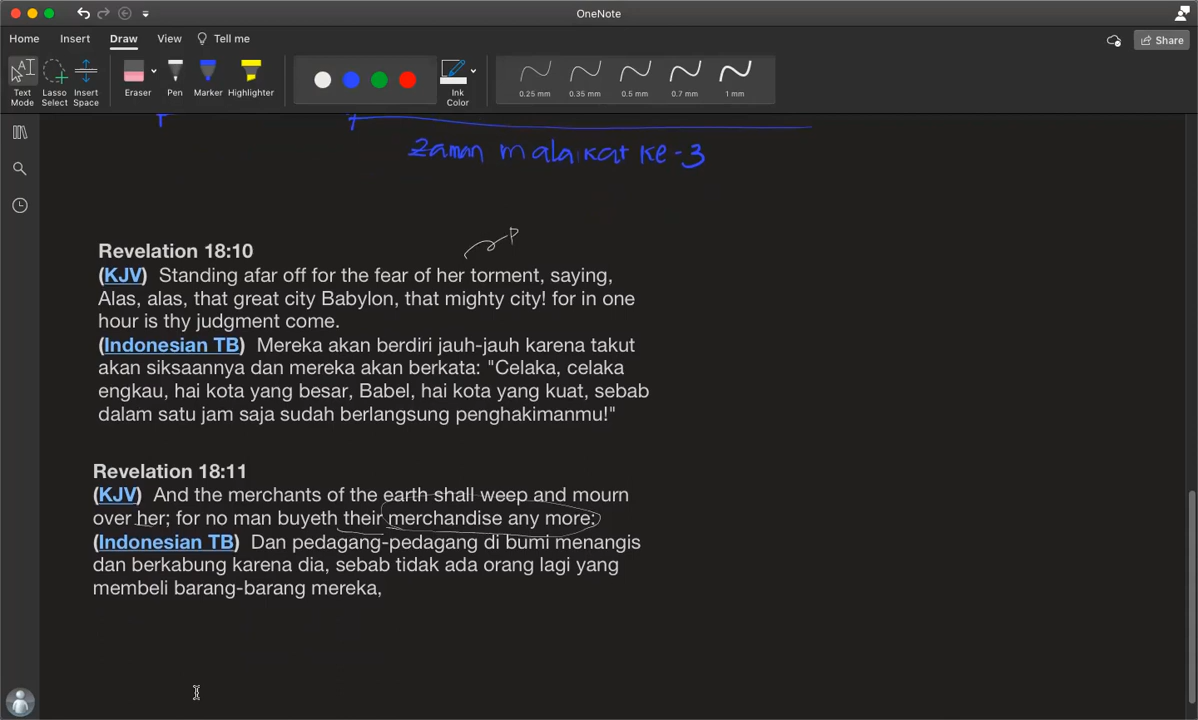 OneNote
Home Insert Draw View Tell me
Share
Text Mode
Lasso Select
Insert Space
Eraser
Pen
Marker
Highlighter
Ink Color
0.25 mm 0.35 mm 0.5 mm 0.7 mm 1 mm
Zaman malaikat ke-3
P
Revelation 18:10
(KJV) Standing afar off for the fear of her torment, saying,
Alas, alas, that great city Babylon, that mighty city! for in one
hour is thy judgment come.
(Indonesian TB) Mereka akan berdiri jauh-jauh karena takut
akan siksaannya dan mereka akan berkata: "Celaka, celaka
engkau, hai kota yang besar, Babel, hai kota yang kuat, sebab
dalam satu jam saja sudah berlangsung penghakimanmu!"
Revelation 18:11
(KJV) And the merchants of the earth shall weep and mourn
over her; for no man buyeth their merchandise any more:
(Indonesian TB) Dan pedagang-pedagang di bumi menangis
dan berkabung karena dia, sebab tidak ada orang lagi yang
membeli barang-barang mereka,